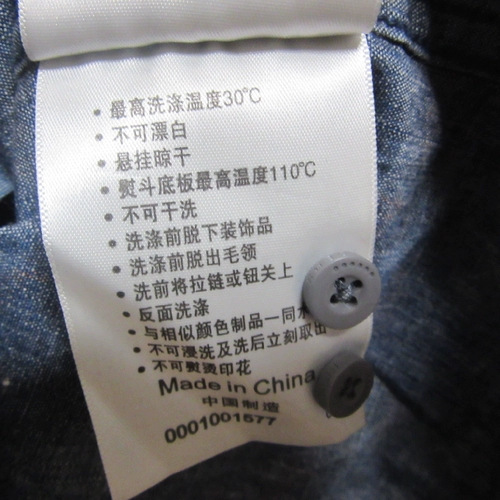 • 最高洗涤温度30℃
• 不可漂白
• 悬挂晾干
• 熨斗底板最高温度110℃
• 不可干洗
• 洗涤前脱下装饰品
• 洗涤前脱出毛领
• 洗前将拉链或钮关上
• 反面洗涤
• 与相似颜色制品一同水
• 不可浸洗及洗后立刻取出
• 不可熨烫印花
Made in China
中国制造
0001001577